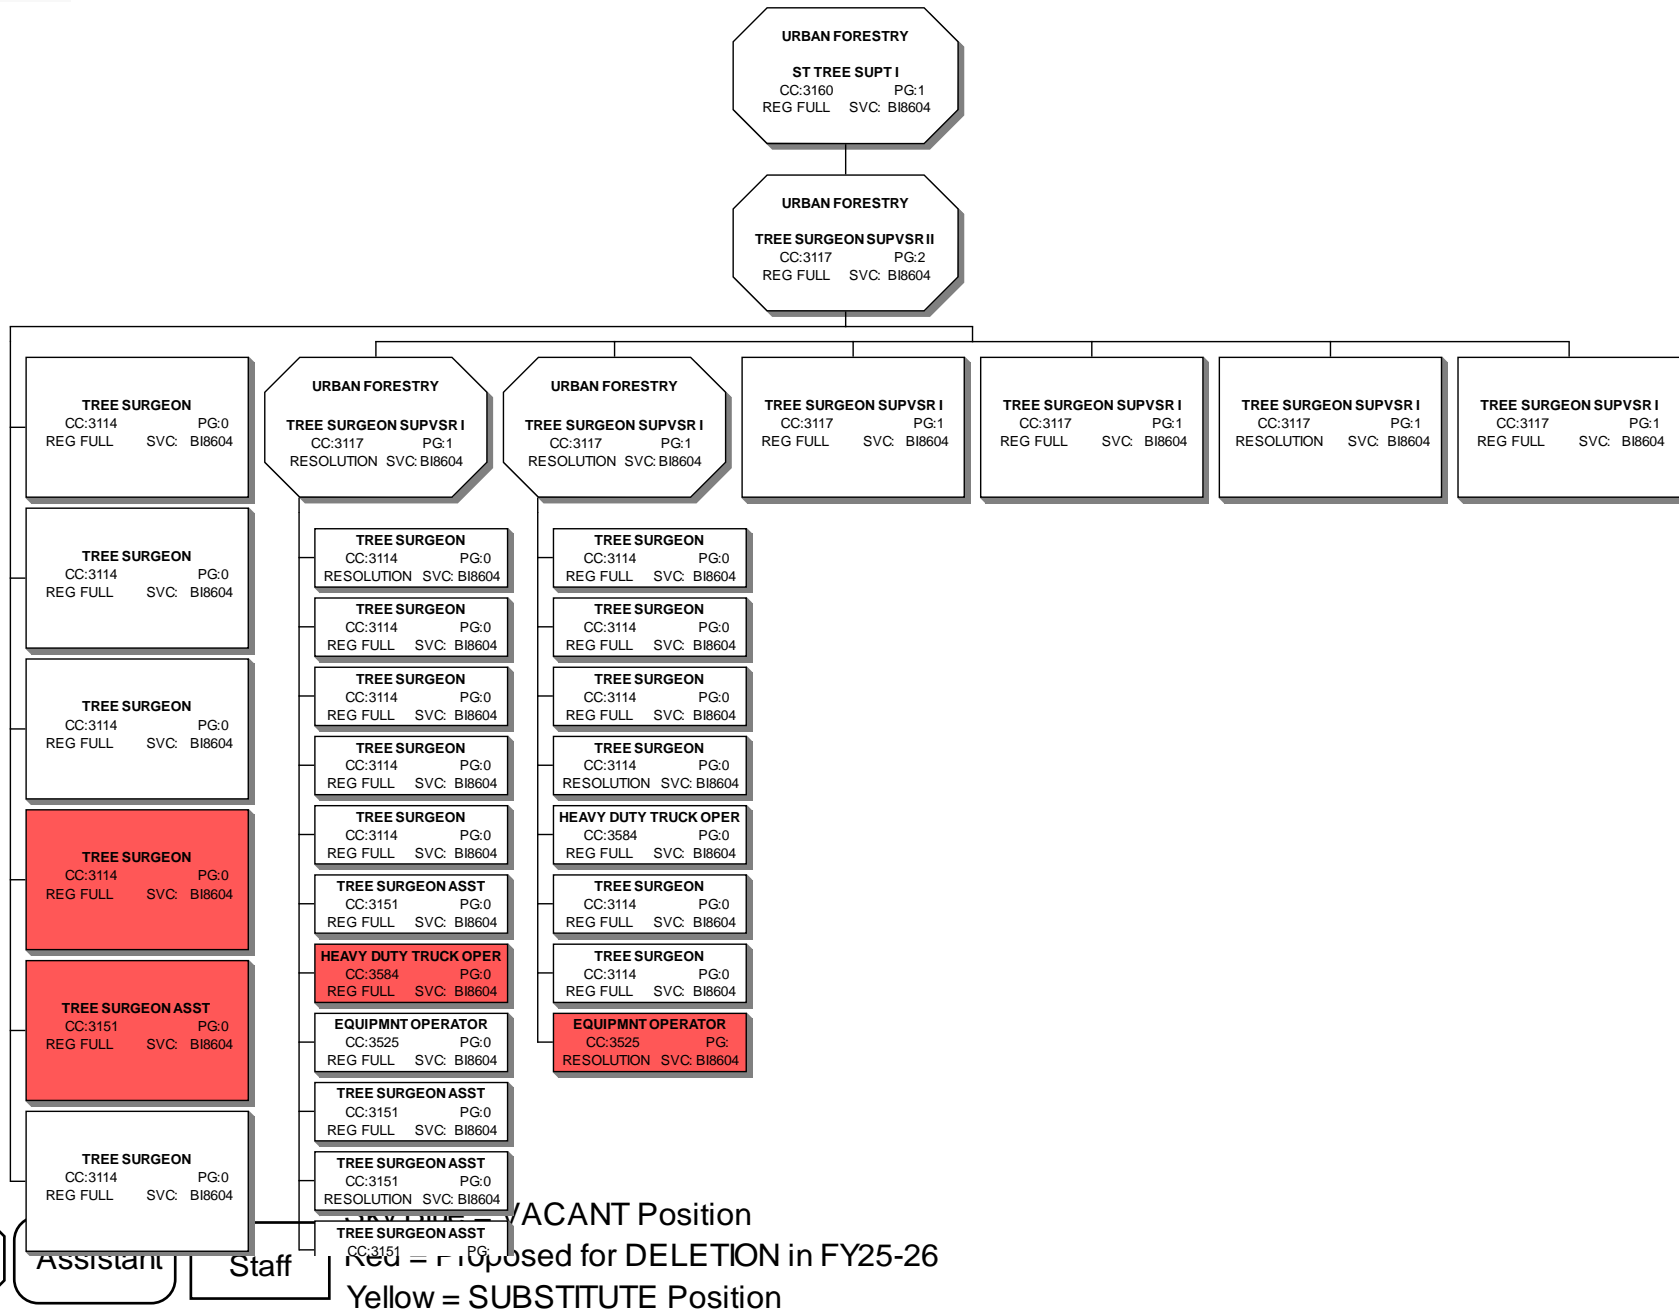 URBAN FORESTRY
ST TREE SUPT I
CC:3160 PG:1
REG FULL SVC: BI8604
URBAN FORESTRY
TREE SURGEON SUPVSR II
CC:3117 PG:2
REG FULL SVC: BI8604
TREE SURGEON
CC:3114 PG:0
REG FULL SVC: BI8604
TREE SURGEON
CC:3114 PG:0
REG FULL SVC: BI8604
TREE SURGEON
CC:3114 PG:0
REG FULL SVC: BI8604
TREE SURGEON
CC:3114 PG:0
REG FULL SVC: BI8604
TREE SURGEON ASST
CC:3151 PG:0
REG FULL SVC: BI8604
TREE SURGEON
CC:3114 PG:0
REG FULL SVC: BI8604
URBAN FORESTRY
TREE SURGEON SUPVSR I
CC:3117 PG:1
RESOLUTION SVC: BI8604
TREE SURGEON
CC:3114 PG:0
RESOLUTION SVC: BI8604
TREE SURGEON
CC:3114 PG:0
REG FULL SVC: BI8604
TREE SURGEON
CC:3114 PG:0
REG FULL SVC: BI8604
TREE SURGEON
CC:3114 PG:0
REG FULL SVC: BI8604
TREE SURGEON
CC:3114 PG:0
REG FULL SVC: BI8604
TREE SURGEON ASST
CC:3151 PG:0
REG FULL SVC: BI8604
HEAVY DUTY TRUCK OPER
CC:3584 PG:0
REG FULL SVC: BI8604
EQUIPMNT OPERATOR
CC:3525 PG:0
REG FULL SVC: BI8604
TREE SURGEON ASST
CC:3151 PG:0
REG FULL SVC: BI8604
TREE SURGEON ASST
CC:3151 PG:0
RESOLUTION SVC: BI8604
TREE SURGEON ASST
CC:3151 PG:
URBAN FORESTRY
TREE SURGEON SUPVSR I
CC:3117 PG:1
RESOLUTION SVC: BI8604
TREE SURGEON
CC:3114 PG:0
REG FULL SVC: BI8604
TREE SURGEON
CC:3114 PG:0
REG FULL SVC: BI8604
TREE SURGEON
CC:3114 PG:0
REG FULL SVC: BI8604
TREE SURGEON
CC:3114 PG:0
RESOLUTION SVC: BI8604
HEAVY DUTY TRUCK OPER
CC:3584 PG:0
REG FULL SVC: BI8604
TREE SURGEON
CC:3114 PG:0
REG FULL SVC: BI8604
TREE SURGEON
CC:3114 PG:0
REG FULL SVC: BI8604
EQUIPMNT OPERATOR
CC:3525 PG:
RESOLUTION SVC: BI8604
TREE SURGEON SUPVSR I
CC:3117 PG:1
REG FULL SVC: BI8604
TREE SURGEON SUPVSR I
CC:3117 PG:1
REG FULL SVC: BI8604
TREE SURGEON SUPVSR I
CC:3117 PG:1
RESOLUTION SVC: BI8604
TREE SURGEON SUPVSR I
CC:3117 PG:1
REG FULL SVC: BI8604
Assistant
Staff
= VACANT Position
Red = Proposed for DELETION in FY25-26
Yellow = SUBSTITUTE Position